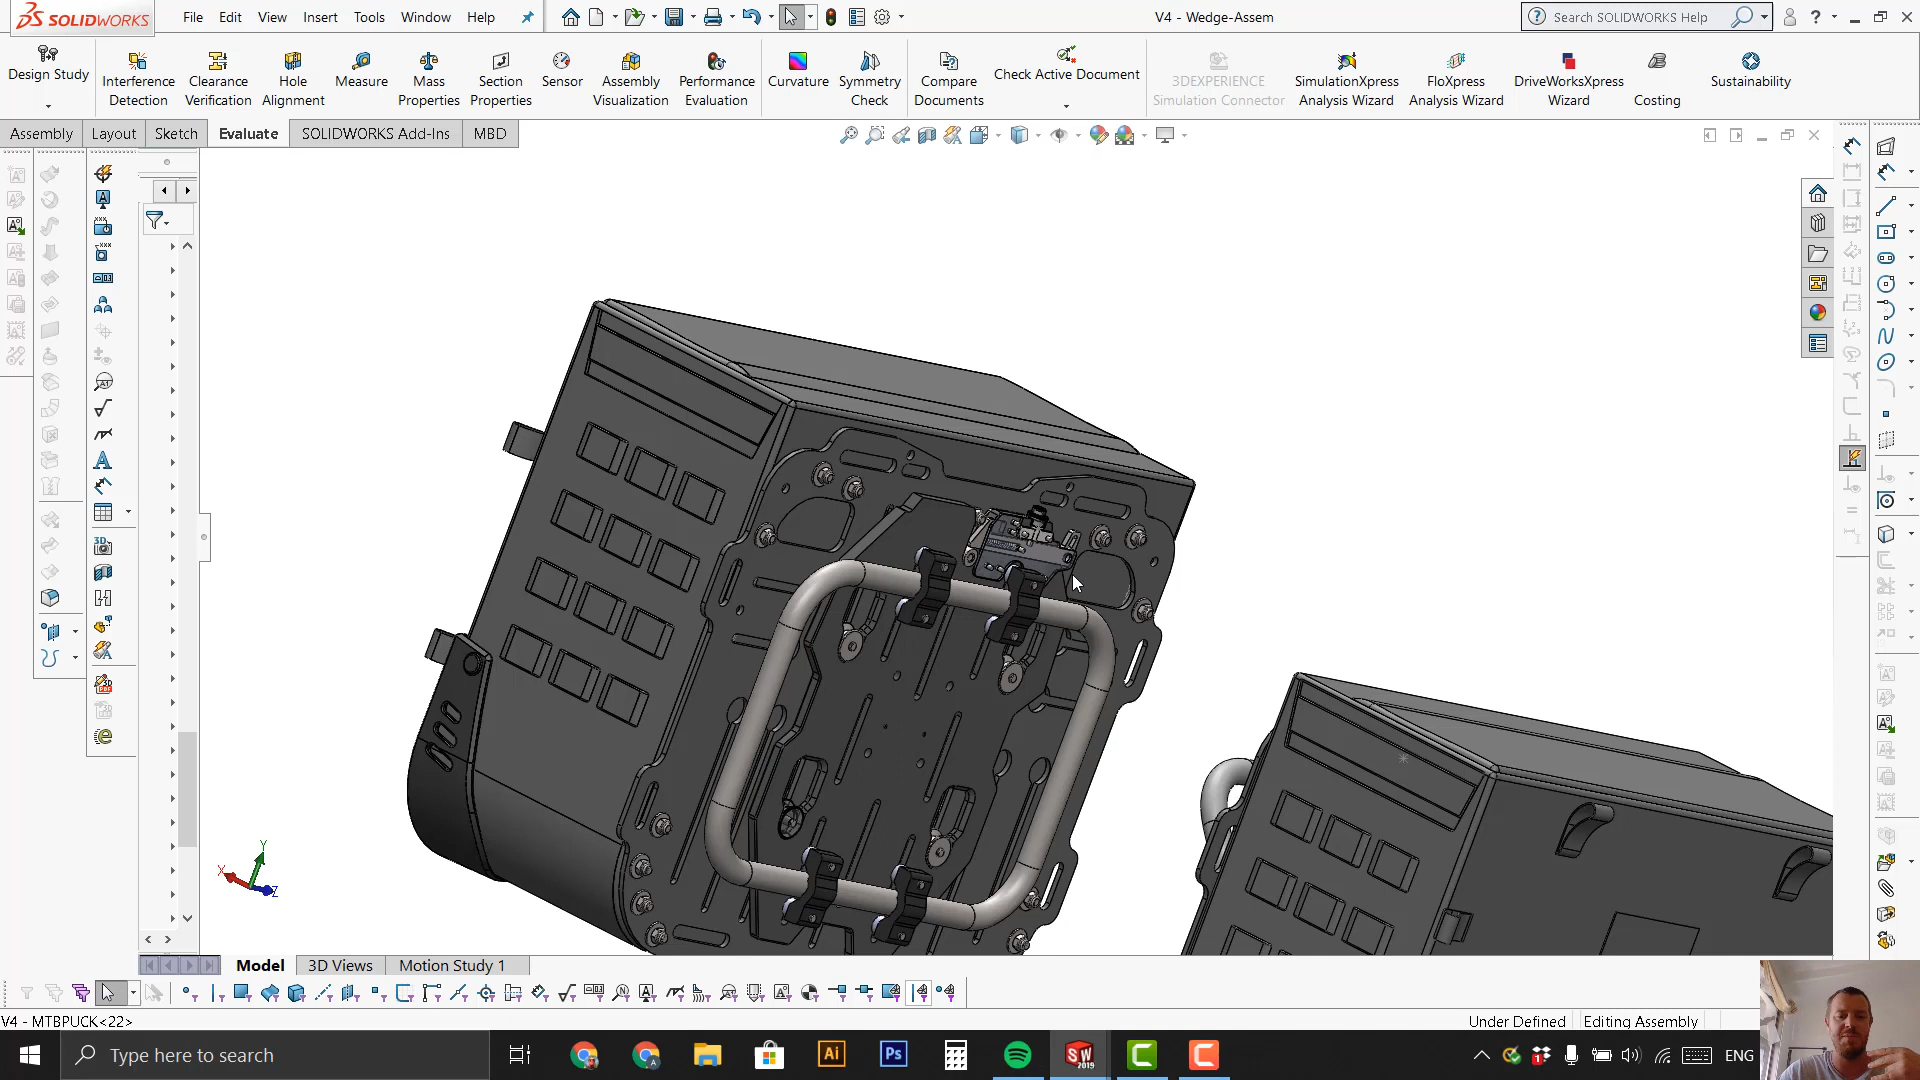 SOLIDWORKS File Edit View Insert Tools Window Help V4 - Wedge-Assem Search SOLIDWORKS Help
Design Study
Interference Detection
Clearance Verification
Hole Alignment
Measure
Mass Properties
Section Properties
Sensor
Assembly Visualization
Performance Evaluation
Curvature
Symmetry Check
Compare Documents
Check Active Document
3DEXPERIENCE Simulation Connector
SimulationXpress Analysis Wizard
FloXpress Analysis Wizard
DriveWorksXpress Wizard
Costing
Sustainability
Assembly Layout Sketch Evaluate SOLIDWORKS Add-Ins MBD
Y
X
Z
Model 3D Views Motion Study 1
V4 - MTBPUCK<22> Under Defined Editing Assembly
Type here to search
Ai
Ps
SW
2019
ENG